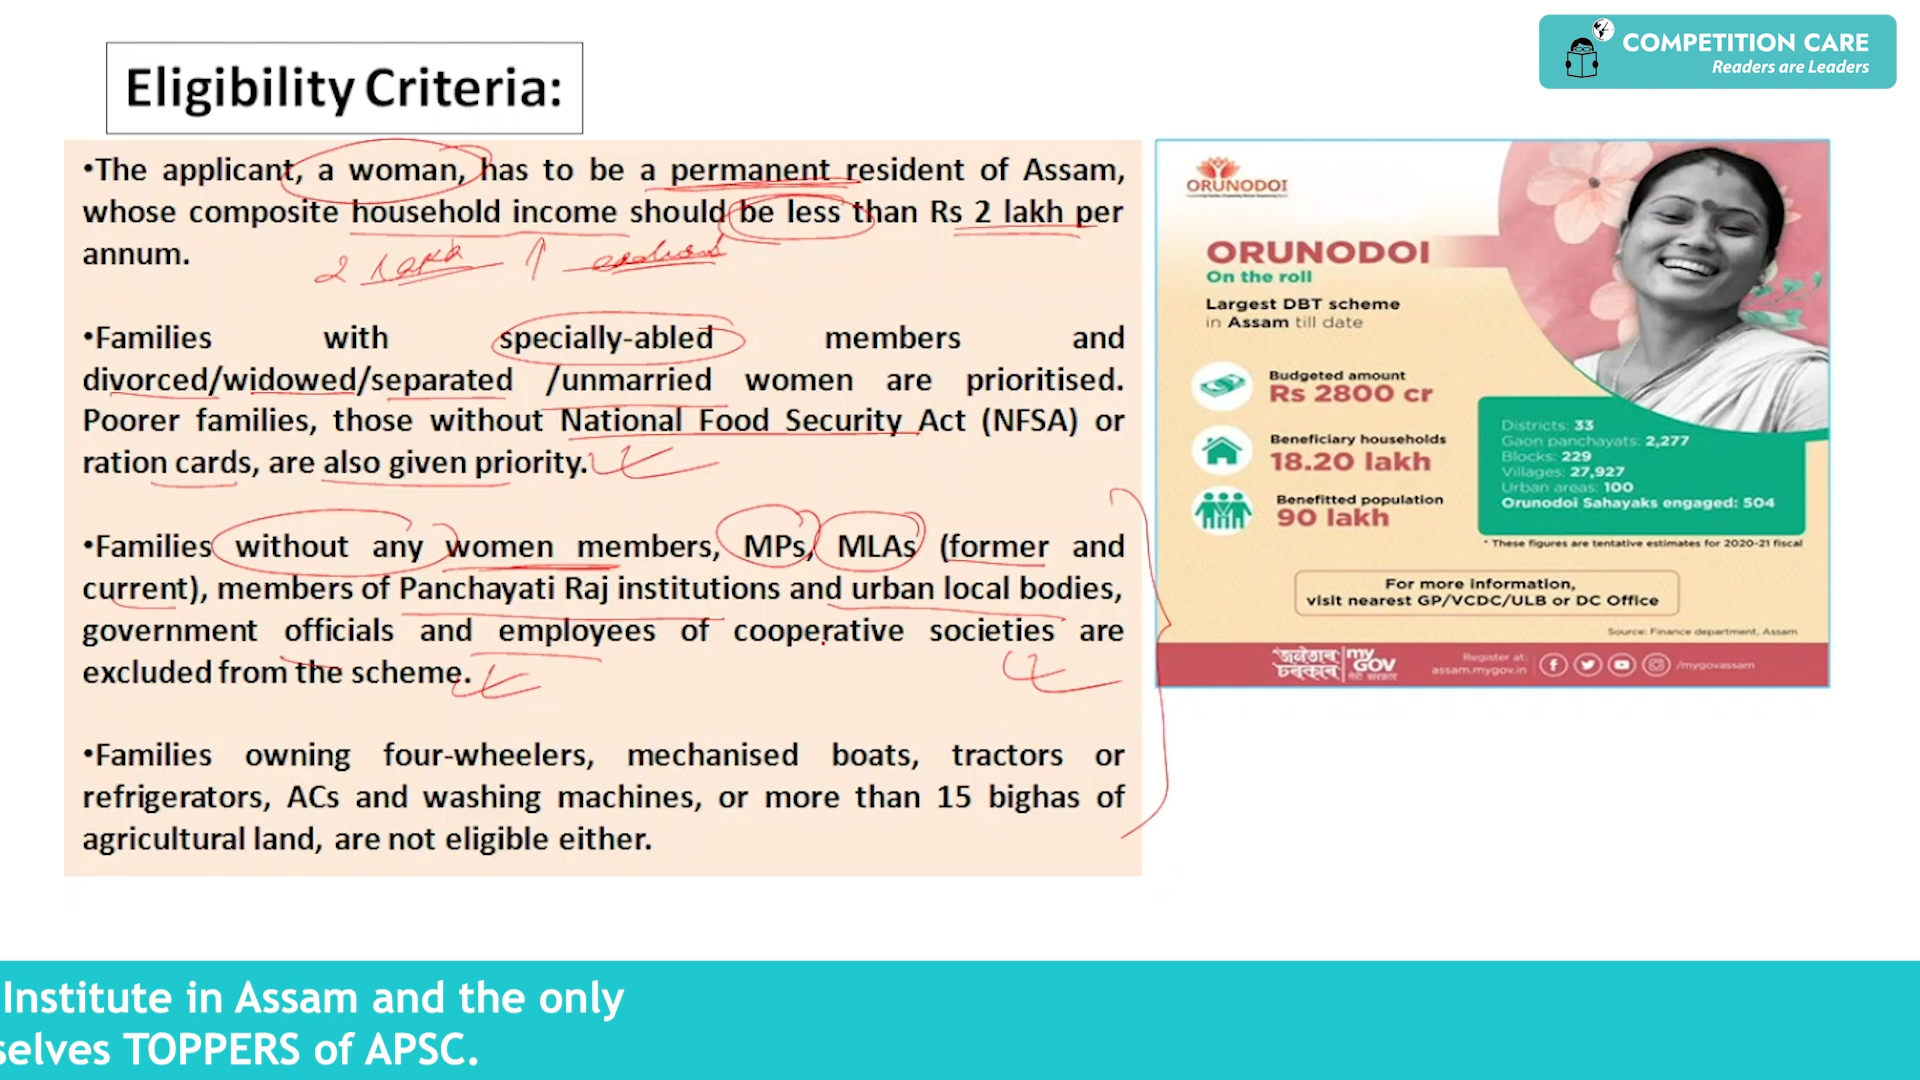 COMPETITION CARE
Readers are Leaders
Eligibility Criteria:
•The applicant, a woman, has to be a permanent resident of Assam,
whose composite household income should be less than Rs 2 lakh per
annum.
2 lakh
•Families with specially-abled members and
divorced/widowed/separated /unmarried women are prioritised.
Poorer families, those without National Food Security Act (NFSA) or
ration cards, are also given priority.
•Families without any women members, MPs, MLAs (former and
current), members of Panchayati Raj institutions and urban local bodies,
government officials and employees of cooperative societies are
excluded from the scheme.
•Families owning four-wheelers, mechanised boats, tractors or
refrigerators, ACs and washing machines, or more than 15 bighas of
agricultural land, are not eligible either.
ORUNODOI
ORUNODOI
On the roll
Largest DBT scheme
in Assam till date
Budgeted amount
Rs 2800 cr
Beneficiary households
18.20 lakh
Benefitted population
90 lakh
Districts: 33
Gaon panchayats: 2,277
Blocks: 229
Villages: 27,927
Urban areas: 100
Orunodoi Sahayaks engaged: 504
* These figures are tentative estimates for 2020-21 fiscal
For more information,
visit nearest GP/VCDC/ULB or DC Office
Source: Finance department, Assam
my
GOV
मेरी सरकार
Register at:
assam.mygov.in
/mygovassam
Institute in Assam and the only
selves TOPPERS of APSC.